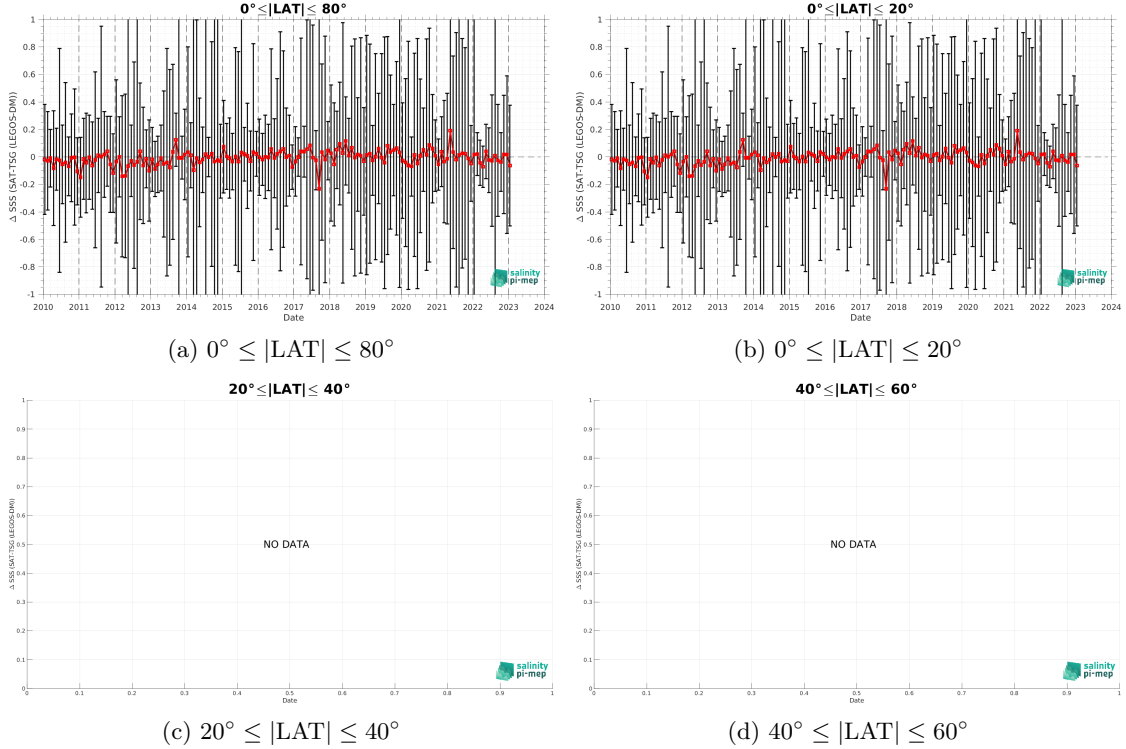 0°≤|LAT|≤ 80°
Δ SSS (SAT-TSG (LEGOS-DM))
1
0.8
0.6
0.4
0.2
0
-0.2
-0.4
-0.6
-0.8
-1
2010 2011 2012 2013 2014 2015 2016 2017 2018 2019 2020 2021 2022 2023 2024
Date
salinity
pi-mep
(a) 0° ≤ |LAT| ≤ 80°
0°≤|LAT|≤ 20°
Δ SSS (SAT-TSG (LEGOS-DM))
1
0.8
0.6
0.4
0.2
0
-0.2
-0.4
-0.6
-0.8
-1
2010 2011 2012 2013 2014 2015 2016 2017 2018 2019 2020 2021 2022 2023 2024
Date
salinity
pi-mep
(b) 0° ≤ |LAT| ≤ 20°
20°≤|LAT|≤ 40°
Δ SSS (SAT-TSG (LEGOS-DM))
1
0.9
0.8
0.7
0.6
0.5
0.4
0.3
0.2
0.1
0
NO DATA
0 0.1 0.2 0.3 0.4 0.5 0.6 0.7 0.8 0.9 1
Date
salinity
pi-mep
(c) 20° ≤ |LAT| ≤ 40°
40°≤|LAT|≤ 60°
Δ SSS (SAT-TSG (LEGOS-DM))
1
0.9
0.8
0.7
0.6
0.5
0.4
0.3
0.2
0.1
0
NO DATA
0 0.1 0.2 0.3 0.4 0.5 0.6 0.7 0.8 0.9 1
Date
salinity
pi-mep
(d) 40° ≤ |LAT| ≤ 60°